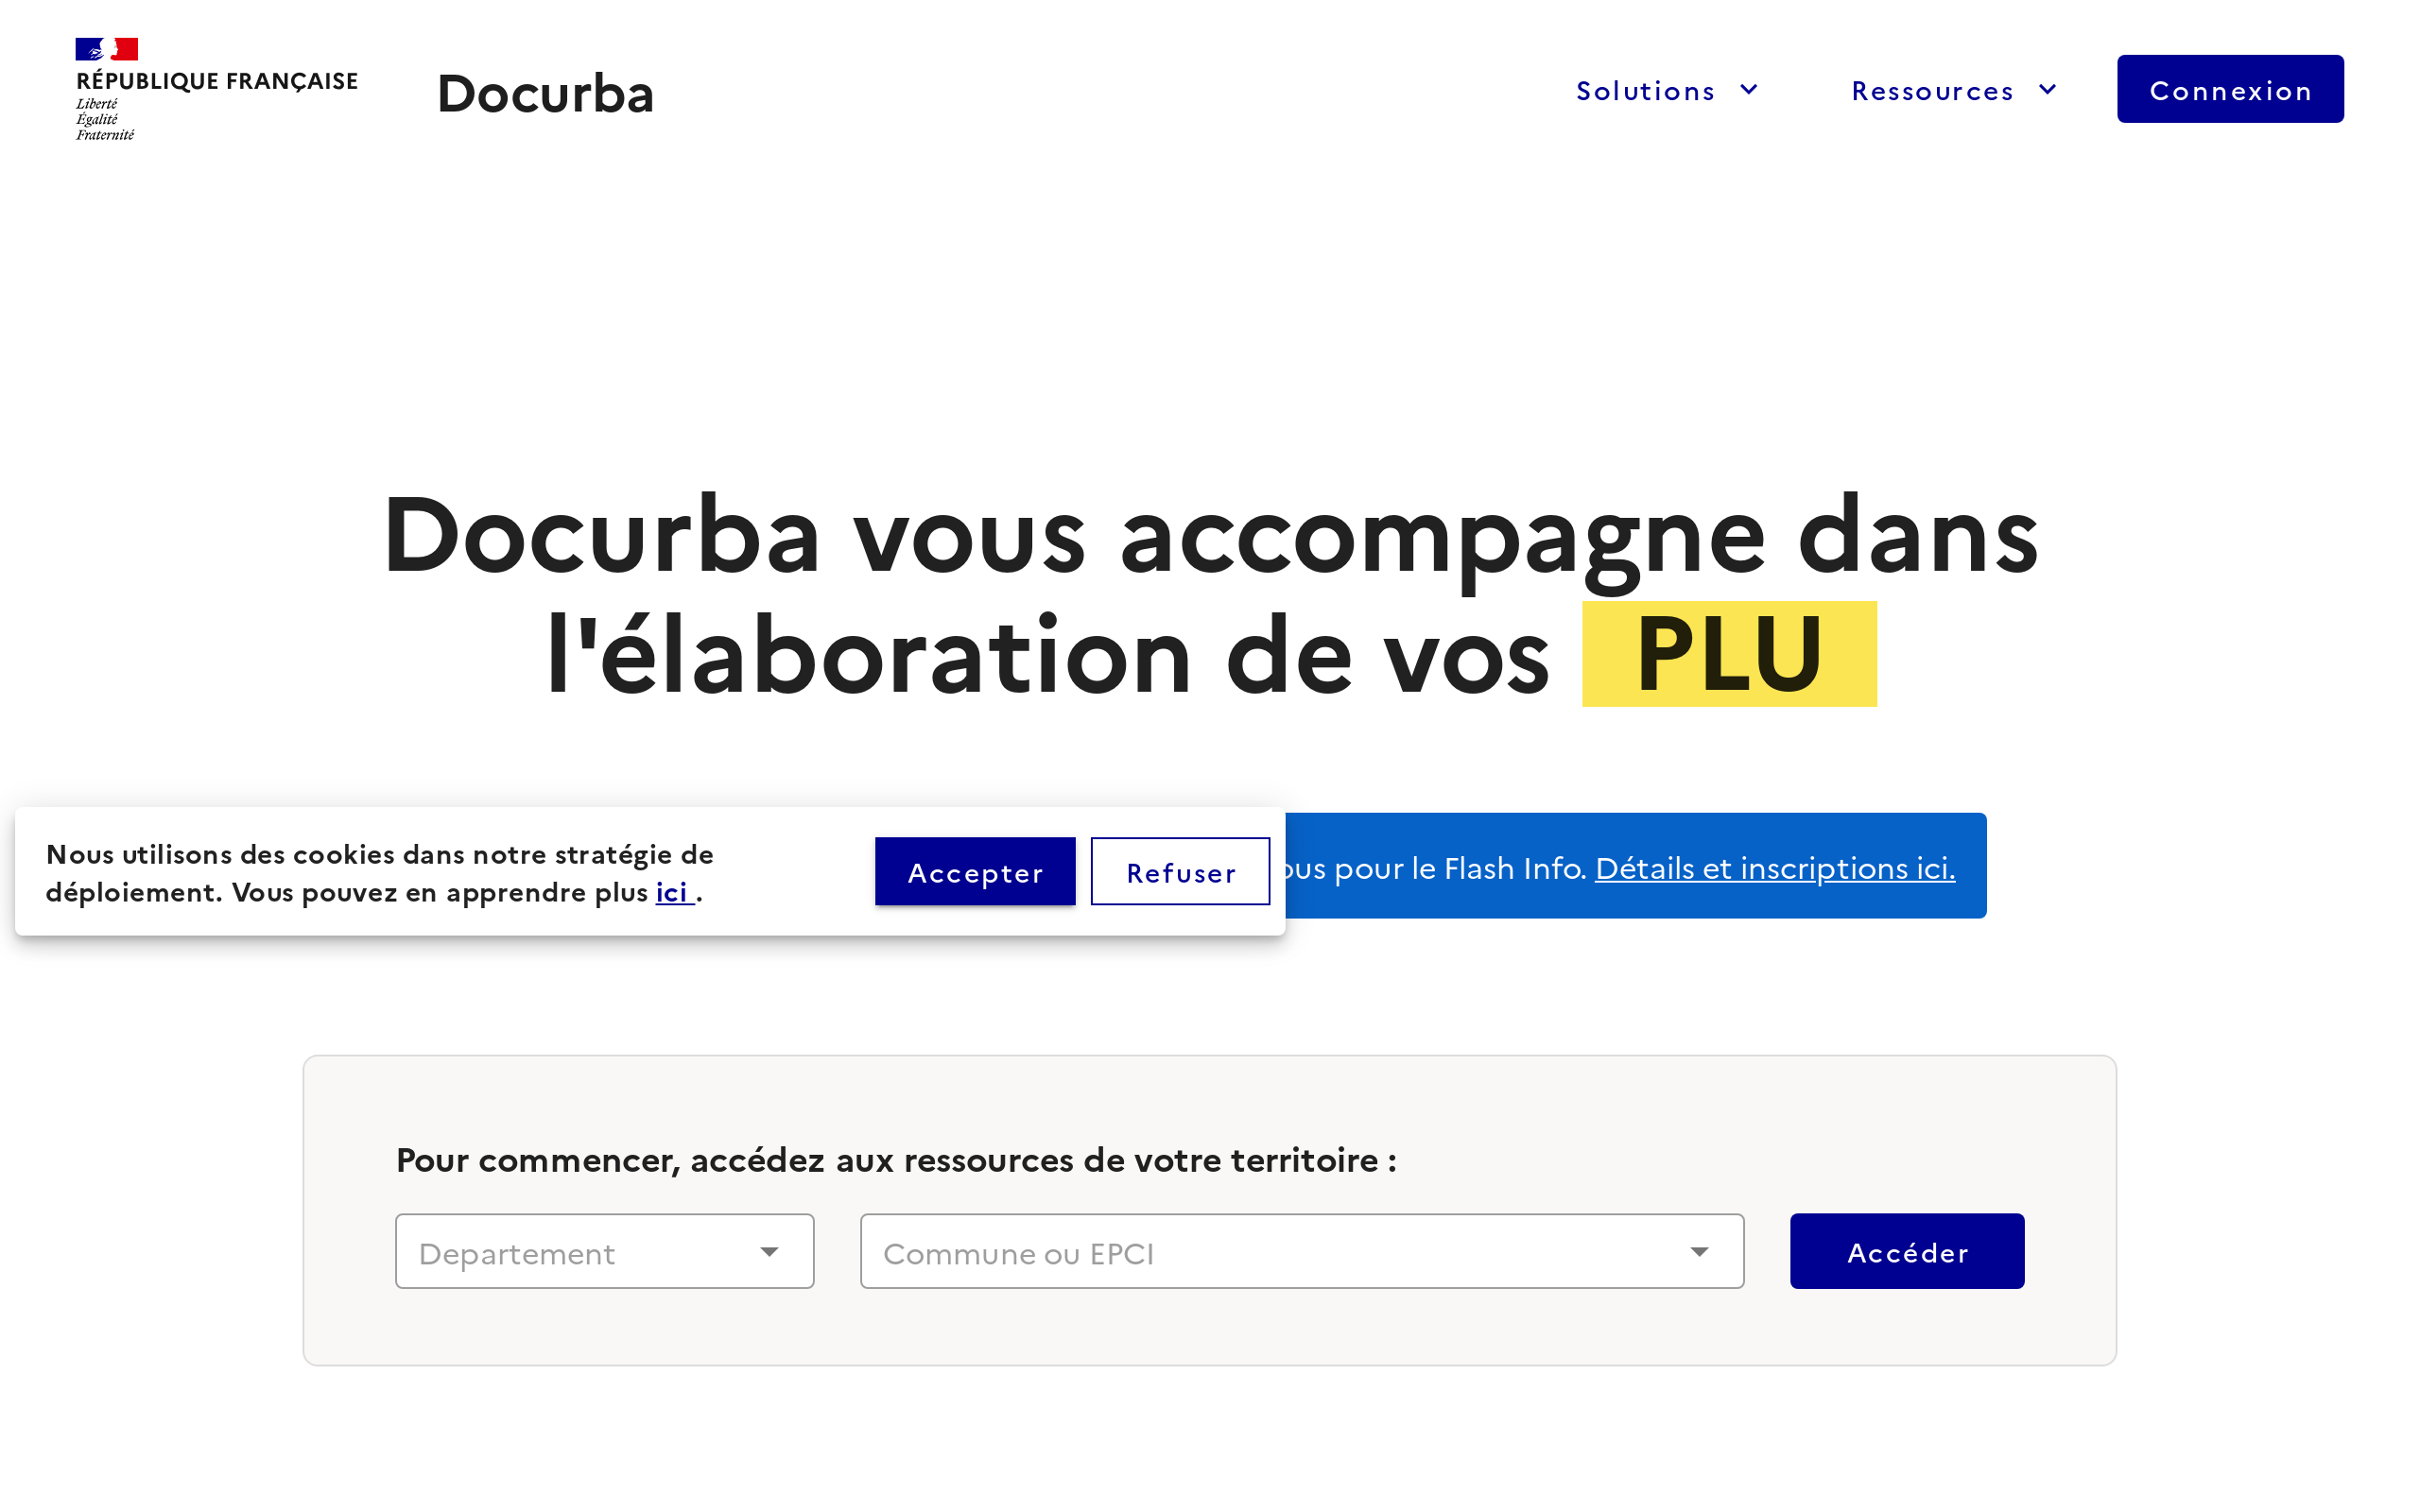 RÉPUBLIQUE FRANÇAISE
Liberté
Égalité
Fraternité
Docurba
Solutions
Ressources
Connexion
Docurba vous accompagne dans
l'élaboration de vos PLU
Nous utilisons des cookies dans notre stratégie de
déploiement. Vous pouvez en apprendre plus ici .
Accepter
Refuser
pour le Flash Info. Détails et inscriptions ici.
Pour commencer, accédez aux ressources de votre territoire :
Departement
Commune ou EPCI
Accéder